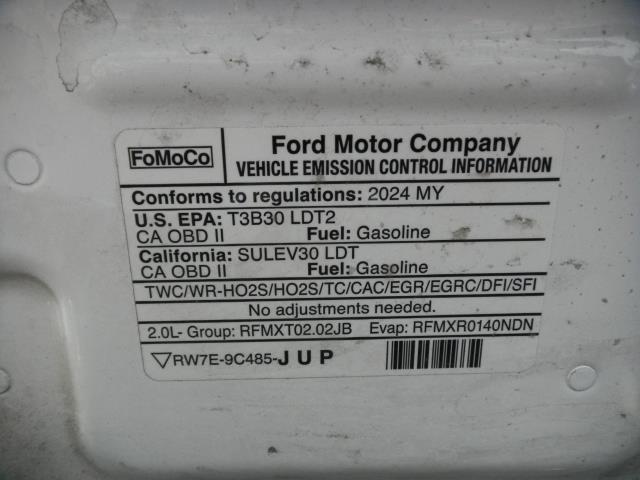 FoMoCo
Ford Motor Company
VEHICLE EMISSION CONTROL INFORMATION
Conforms to regulations: 2024 MY
U.S. EPA: T3B30 LDT2
CA OBD II Fuel: Gasoline
California: SULEV30 LDT
CA OBD II Fuel: Gasoline
TWC/WR-HO2S/HO2S/TC/CAC/EGR/EGRC/DFI/SFI
No adjustments needed.
2.0L- Group: RFMXT02.02JB Evap: RFMXR0140NDN
RW7E-9C485-JUP